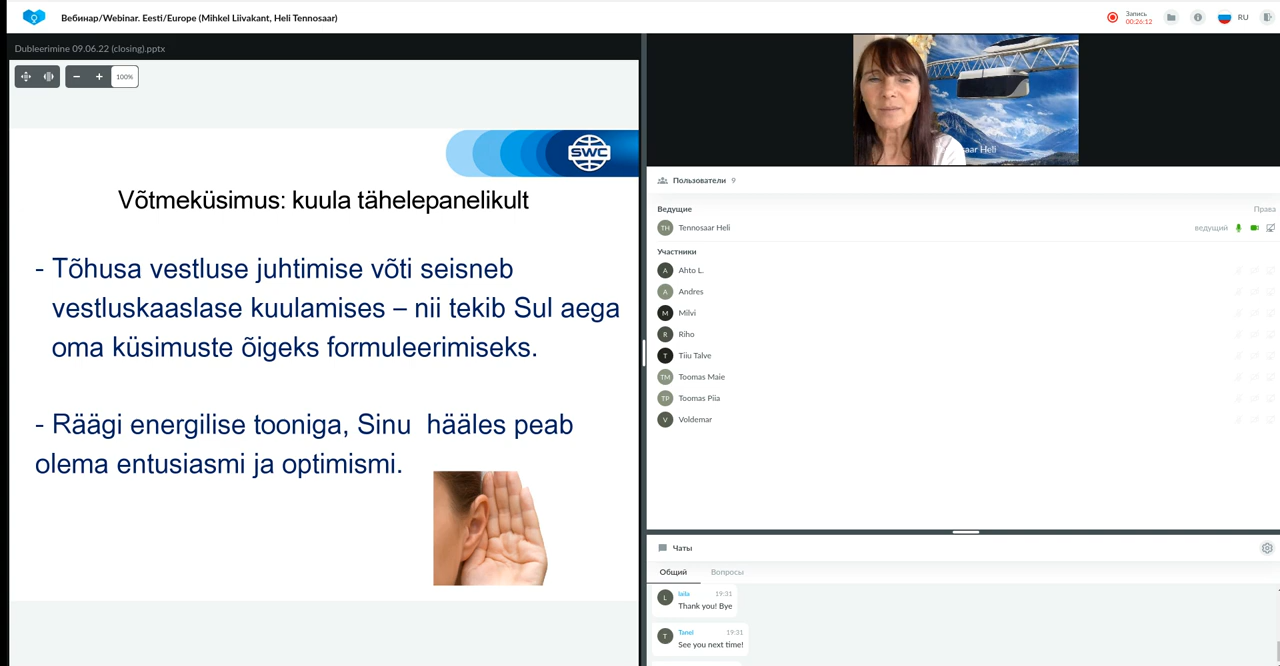 Вебинар/Webinar. Eesti/Europe (Mihkel Liivakant, Heli Tennosaar)
Запись
00:26:12
RU
Dubleerimine 09.06.22 (closing).pptx
100%
SWC
Võtmeküsimus: kuula tähelepanelikult
- Tõhusa vestluse juhtimise võti seisneb
vestluskaaslase kuulamises – nii tekib Sul aega
oma küsimuste õigeks formuleerimiseks.
- Räägi energilise tooniga, Sinu hääles peab
olema entusiasmi ja optimismi.
saar Heli
Пользователи 9
Ведущие Права
TH Tennosaar Heli ведущий
Участники
A Ahto L.
A Andres
M Milvi
R Riho
T Tiiu Talve
TM Toomas Maie
TP Toomas Piia
V Voldemar
Чаты
Общий Вопросы
L laila 19:31
Thank you! Bye
T Tanel 19:31
See you next time!